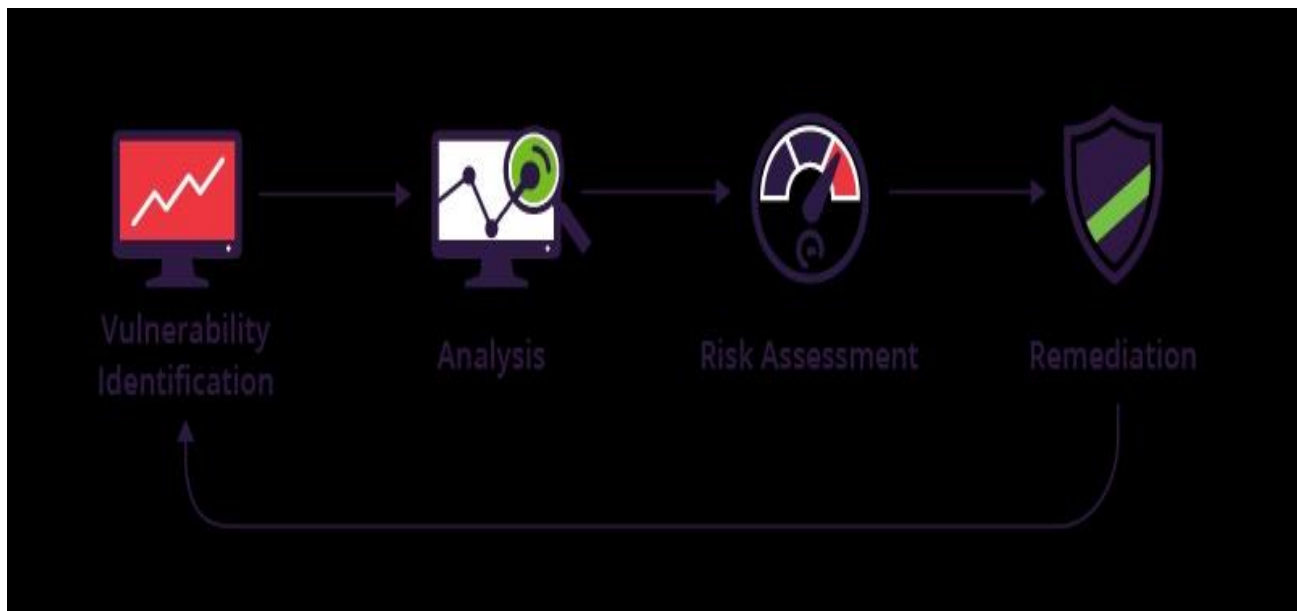 Vulnerability
Identification
Analysis
Risk Assessment
Remediation